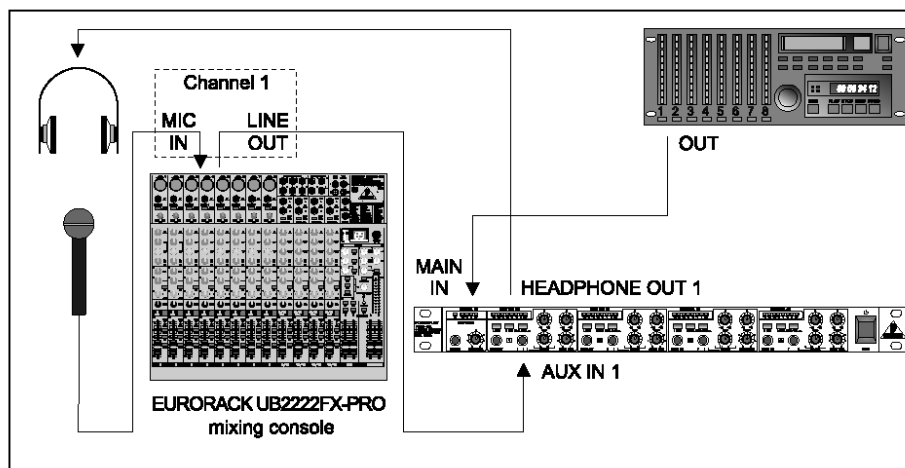 Channel 1
MIC IN
LINE OUT
1 2 3 4 5 6 7 8
OUT
MAIN IN
HEADPHONE OUT 1
AUX IN 1
EURORACK UB2222FX-PRO
mixing console